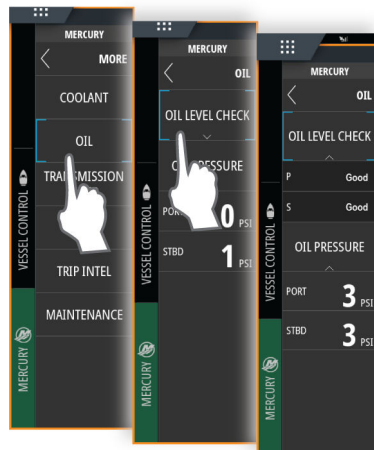 MERCURY
MORE
COOLANT
OIL
TRANSMISSION
TRIP INTEL
MAINTENANCE
VESSEL CONTROL
MERCURY
MERCURY
OIL
OIL LEVEL CHECK
PORT 0 PSI
STBD 1 PSI
VESSEL CONTROL
MERCURY
MERCURY
OIL
OIL LEVEL CHECK
P Good
S Good
OIL PRESSURE
PORT 3 PSI
STBD 3 PSI
VESSEL CONTROL
MERCURY